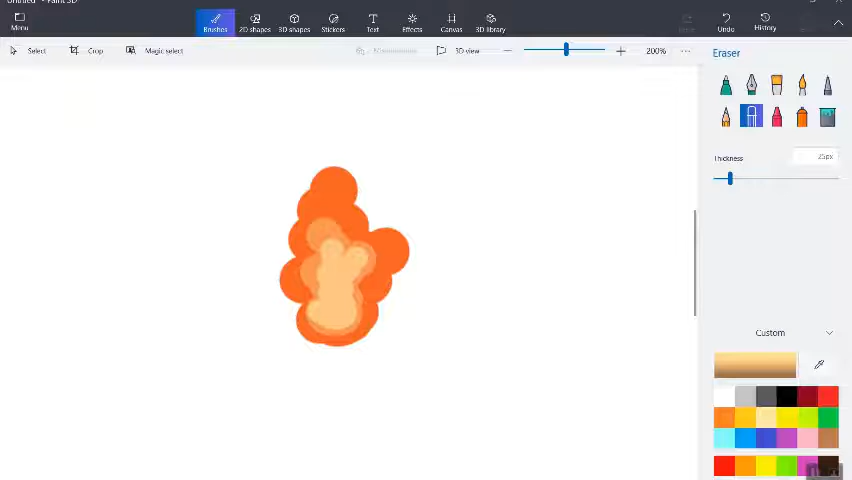 Untitled - Paint 3D
Menu
Brushes
2D shapes
3D shapes
Stickers
Text
Effects
Canvas
3D library
Undo
History
Select
Crop
Magic select
3D view
200%
Eraser
Thickness
25px
Custom